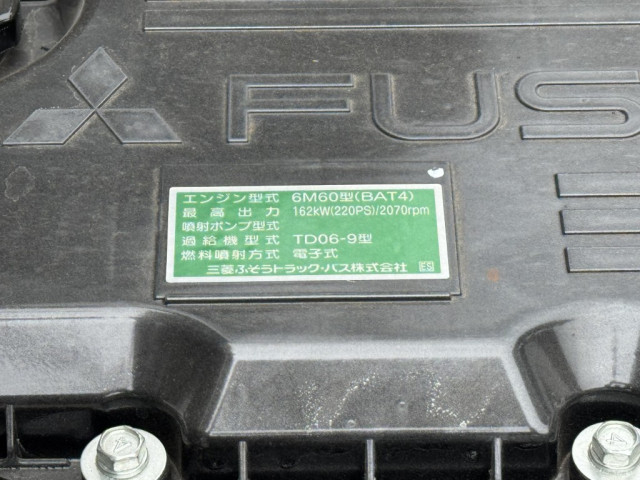 FUS
エンジン型式 6M60型(BAT4)
最高出力 162kW(220PS)/2070rpm
噴射ポンプ型式
過給機型式 TD06-9型
燃料噴射方式 電子式
三菱ふそうトラック・バス株式会社